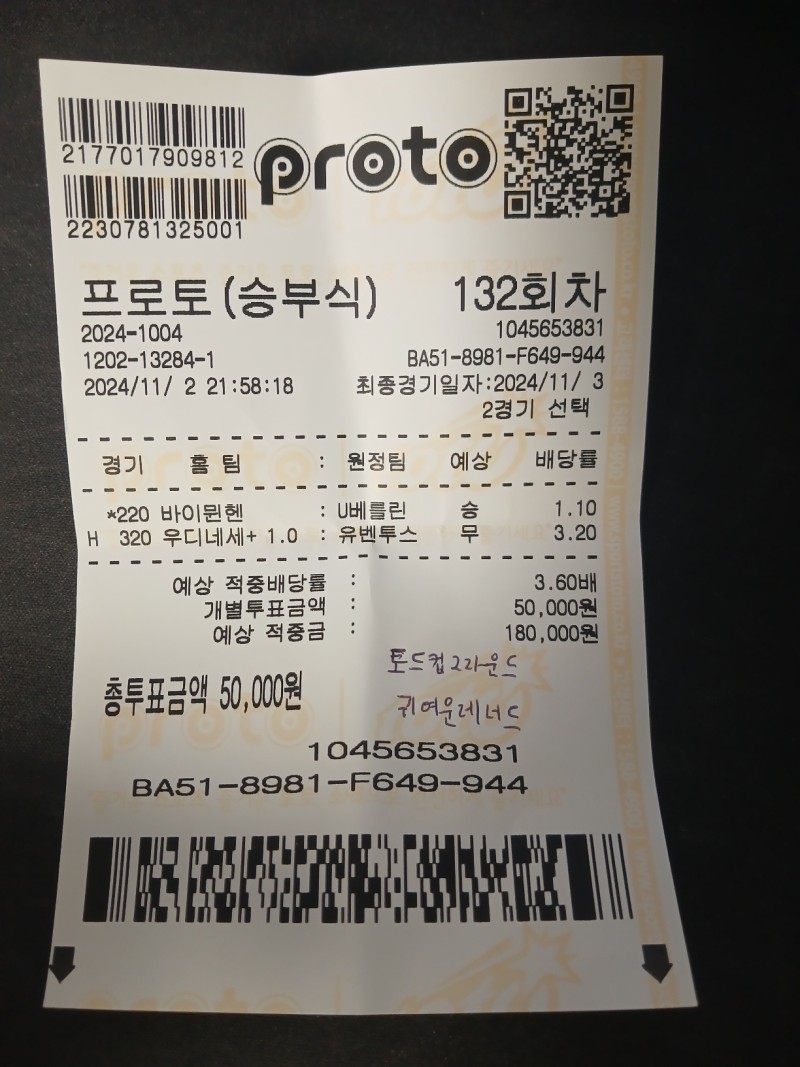 2177017909812
2230781325001
proto
프로토(승부식) 132회차
2024-1004 1045653831
1202-13284-1 BA51-8981-F649-944
2024/11/ 2 21:58:18 최종경기일자:2024/11/ 3
2경기 선택
경기 홈 팀 : 원정팀 예상 배당률
*220 바이뮌헨 : U베를린 승 1.10
H 320 우디네세+ 1.0 : 유벤투스 무 3.20
예상 적중배당률 : 3.60배
개별투표금액 : 50,000원
예상 적중금 : 180,000원
토드컵2라운드
총투표금액 50,000원
귀여운레너드
1045653831
BA51-8981-F649-944